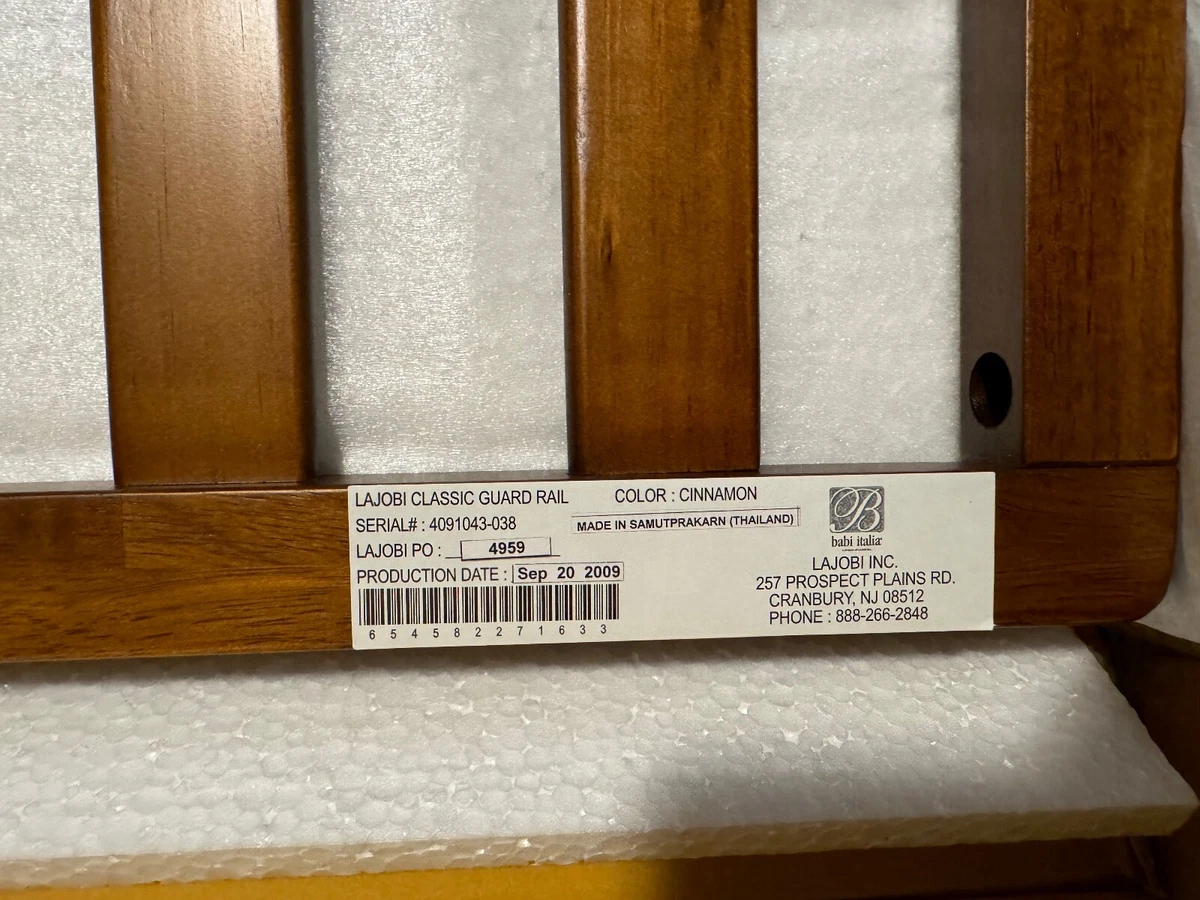 LAJOBI CLASSIC GUARD RAIL
COLOR : CINNAMON
SERIAL# : 4091043-038
MADE IN SAMUTPRAKARN (THAILAND)
LAJOBI PO : 4959
PRODUCTION DATE : Sep 20 2009
6 5 4 5 8 2 2 7 1 6 3 3
B
babi italia
LAJOBI INC.
257 PROSPECT PLAINS RD.
CRANBURY, NJ 08512
PHONE : 888-266-2848